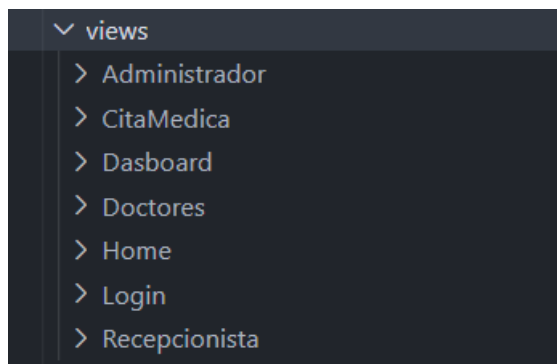 views
Administrador
CitaMedica
Dasboard
Doctores
Home
Login
Recepcionista